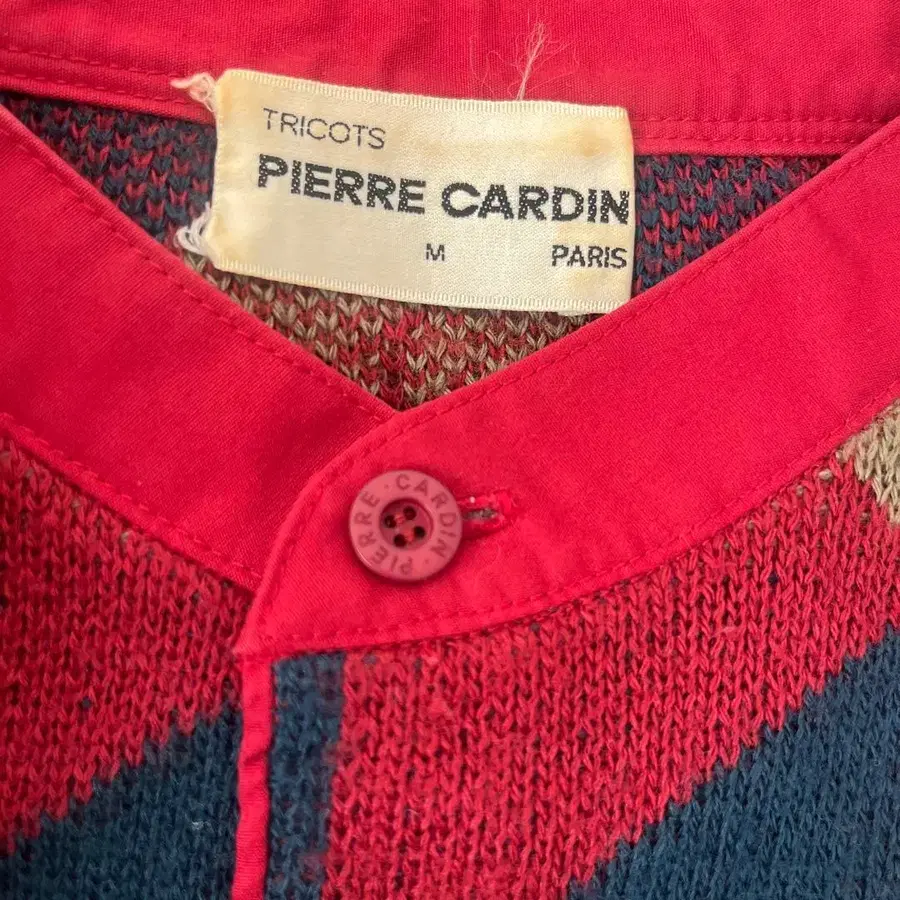 TRICOTS
PIERRE CARDIN
M PARIS
PIERRE · CARDIN ·